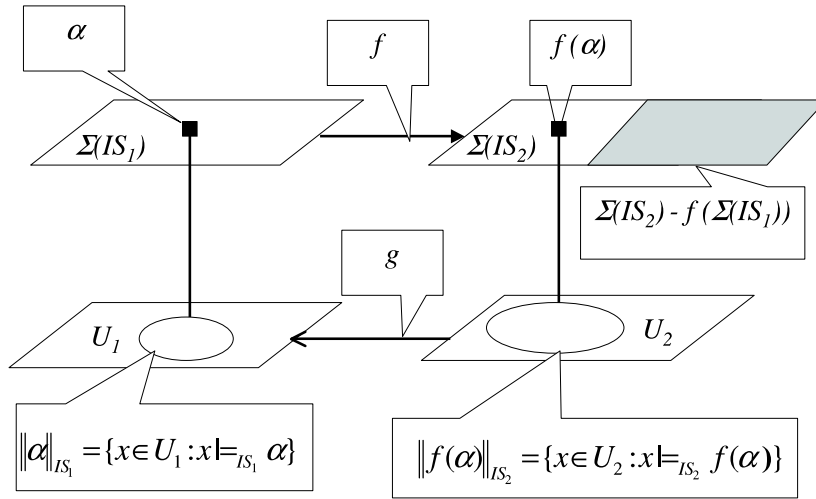 α
f
f(α)
Σ(IS₁)
Σ(IS₂)
Σ(IS₂) - f(Σ(IS₁))
g
U₁
U₂
‖α‖_{IS₁} = {x∈U₁:x|=_{IS₁} α}
‖f(α)‖_{IS₂} = {x∈U₂:x|=_{IS₂} f(α)}